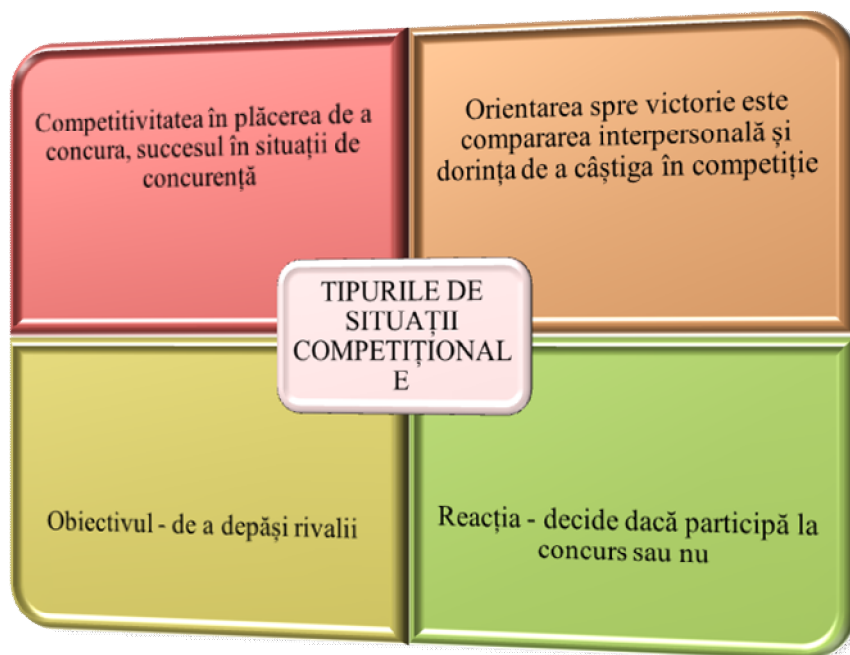 Competitivitatea în plăcerea de a
concura, succesul în situații de
concurență
Orientarea spre victorie este
compararea interpersonală și
dorința de a câștiga în competiție
TIPURILE DE
SITUAȚII
COMPETIȚIONAL
E
Obiectivul - de a depăși rivalii
Reacția - decide dacă participă la
concurs sau nu